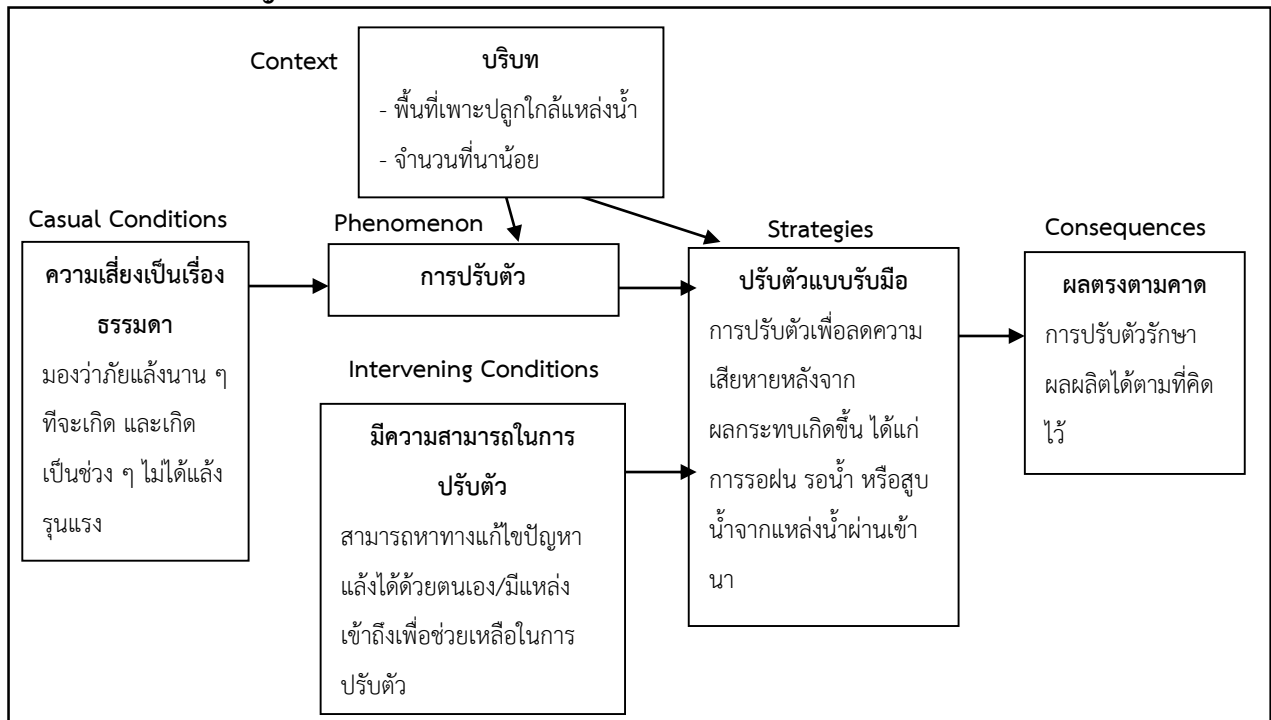 Context
บริบท
- พื้นที่เพาะปลูกใกล้แหล่งน้ำ
- จำนวนที่นาน้อย
Casual Conditions
ความเสี่ยงเป็นเรื่อง
ธรรมดา
มองว่าภัยแล้งนาน ๆ
ทีจะเกิด และเกิด
เป็นช่วง ๆ ไม่ได้แล้ง
รุนแรง
Phenomenon
การปรับตัว
Intervening Conditions
มีความสามารถในการ
ปรับตัว
สามารถหาทางแก้ไขปัญหา
แล้งได้ด้วยตนเอง/มีแหล่ง
เข้าถึงเพื่อช่วยเหลือในการ
ปรับตัว
Strategies
ปรับตัวแบบรับมือ
การปรับตัวเพื่อลดความ
เสียหายหลังจาก
ผลกระทบเกิดขึ้น ได้แก่
การรอฝน รอน้ำ หรือสูบ
น้ำจากแหล่งน้ำผ่านเข้า
นา
Consequences
ผลตรงตามคาด
การปรับตัวรักษา
ผลผลิตได้ตามที่คิด
ไว้